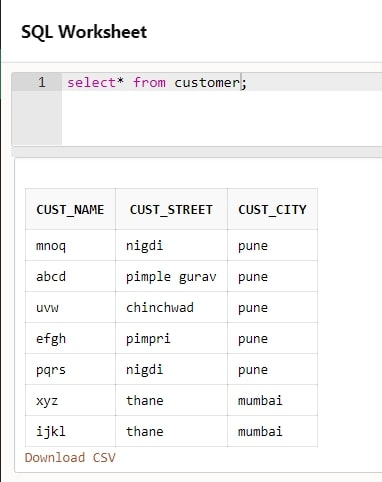 SQL Worksheet
1 select* from customer;
CUST_NAME CUST_STREET CUST_CITY
mnoq nigdi pune
abcd pimple gurav pune
uvw chinchwad pune
efgh pimpri pune
pqrs nigdi pune
xyz thane mumbai
ijkl thane mumbai
Download CSV